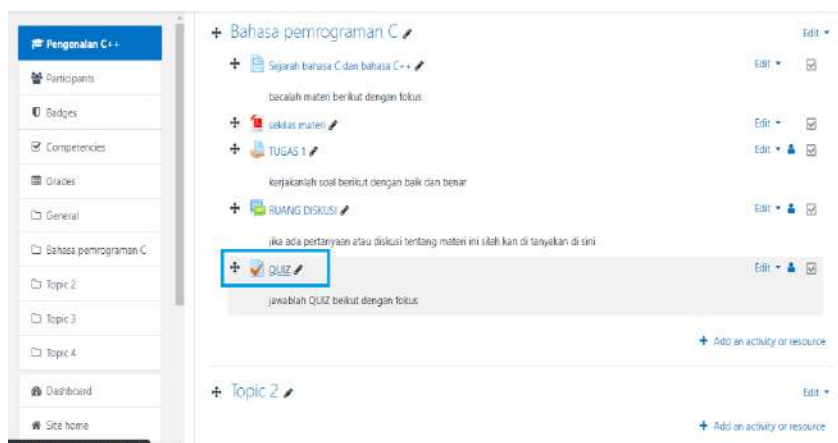 Pengenalan C++
Participants
Badges
Competencies
Grades
General
Bahasa pemrograman C
Topic 2
Topic 3
Topic 4
Dashboard
Site home
Bahasa pemrograman C
Edit
Sejarah bahasa C dan bahasa C++
Edit
bacalah materi berikut dengan fokus
sekilas materi
Edit
TUGAS 1
Edit
kerjakanlah soal berikut dengan baik dan benar
RUANG DISKUSI
Edit
jika ada pertanyaan atau diskusi tentang materi ini silah kan di tanyakan di sini
QUIZ
Edit
jawablah QUIZ beikut dengan fokus
Add an activity or resource
Topic 2
Edit
Add an activity or resource